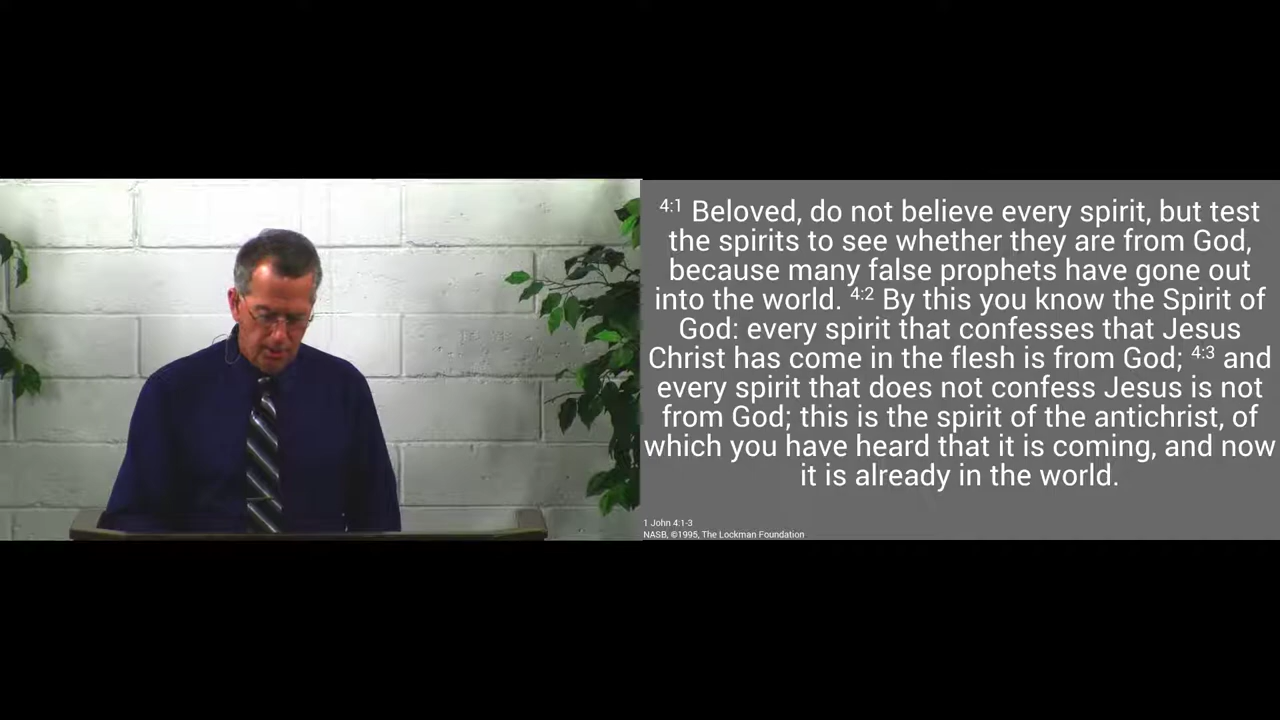 4:1 Beloved, do not believe every spirit, but test
the spirits to see whether they are from God,
because many false prophets have gone out
into the world. 4:2 By this you know the Spirit of
God: every spirit that confesses that Jesus
Christ has come in the flesh is from God; 4:3 and
every spirit that does not confess Jesus is not
from God; this is the spirit of the antichrist, of
which you have heard that it is coming, and now
it is already in the world.
1 John 4:1-3
NASB, ©1995, The Lockman Foundation